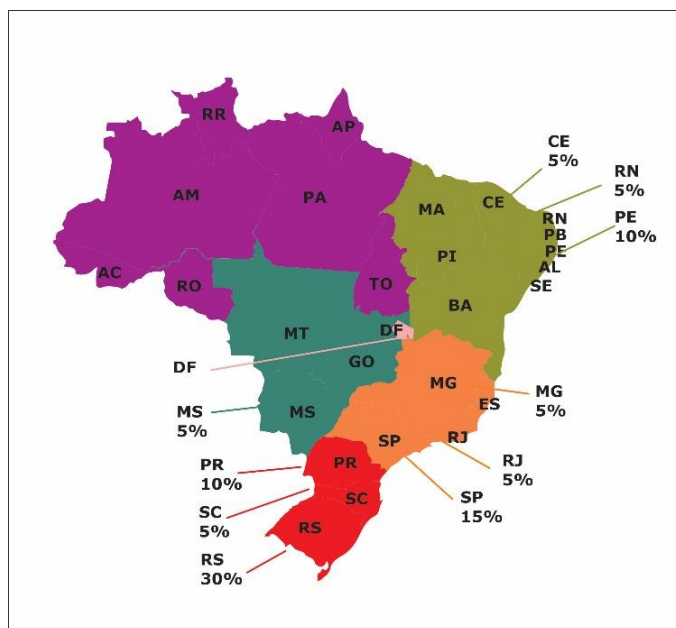 RR
AP
CE
5%
RN
5%
AM
PA
MA
CE
RN
PE
10%
PB
PE
PI
AL
AC
RO
TO
SE
BA
MT
DF
GO
DF
MG
MG
5%
ES
MS
5%
MS
SP
RJ
RJ
5%
PR
10%
PR
SP
15%
SC
5%
SC
RS
RS
30%